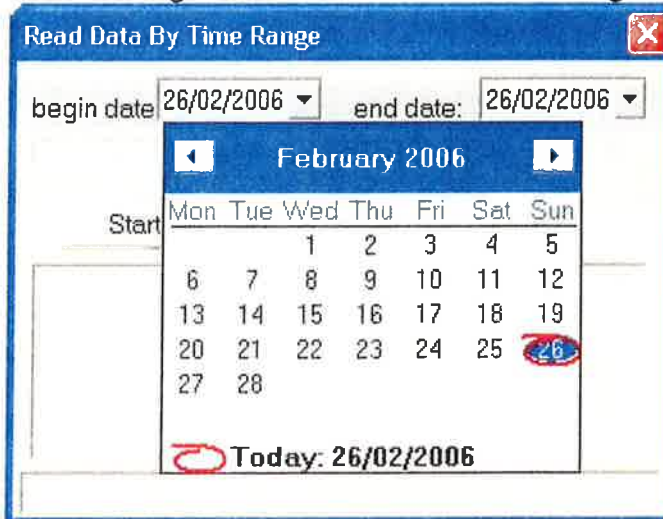 Read Data By Time Range
begin date 26/02/2006 end date: 26/02/2006
February 2006
Start
Mon Tue Wed Thu Fri Sat Sun
1 2 3 4 5
6 7 8 9 10 11 12
13 14 15 16 17 18 19
20 21 22 23 24 25 26
27 28
Today: 26/02/2006